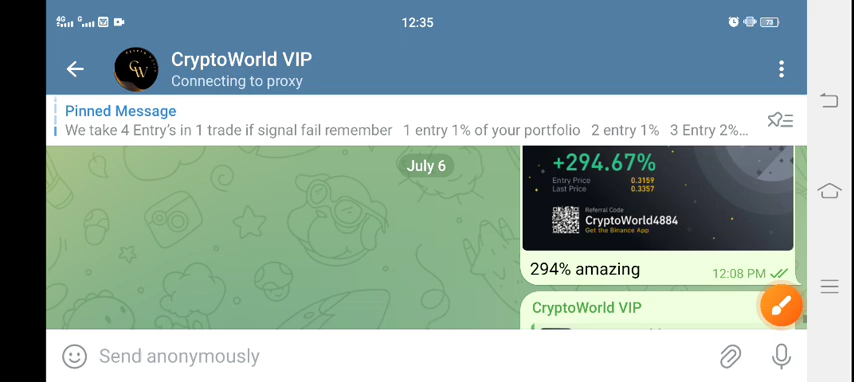 4G G 12:35 73
CryptoWorld VIP
Connecting to proxy
Pinned Message
We take 4 Entry's in 1 trade if signal fail remember 1 entry 1% of your portfolio 2 entry 1% 3 Entry 2%...
July 6
+294.67%
Entry Price 0.3159
Last Price 0.3357
Referral Code
CryptoWorld4884
Get the Binance App
294% amazing 12:08 PM
CryptoWorld VIP
Send anonymously